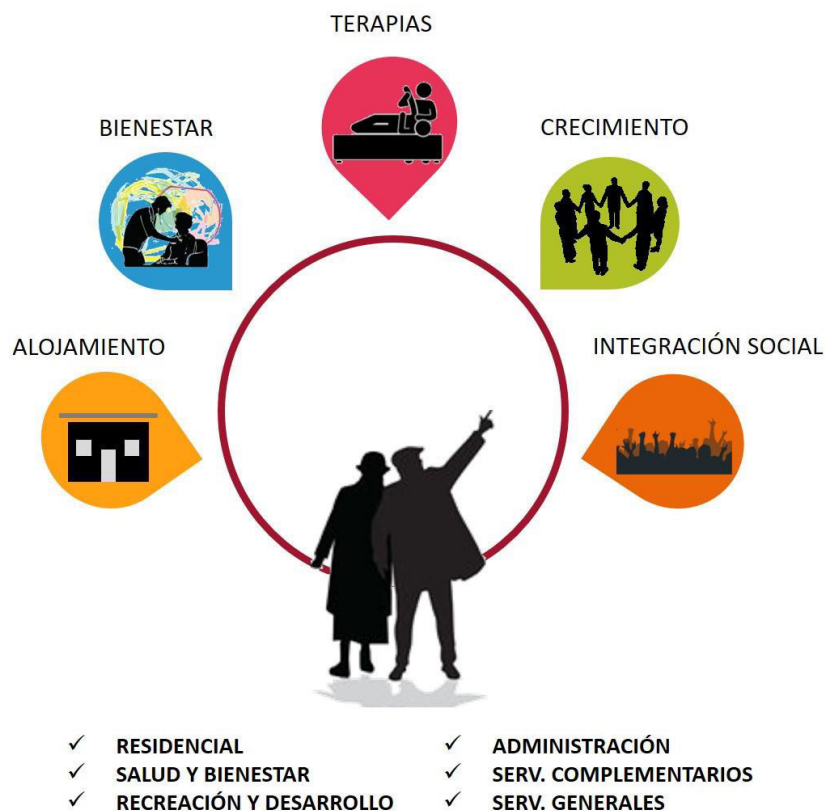 TERAPIAS
BIENESTAR
CRECIMIENTO
ALOJAMIENTO
INTEGRACIÓN SOCIAL
✓ RESIDENCIAL
✓ SALUD Y BIENESTAR
✓ RECREACIÓN Y DESARROLLO
✓ ADMINISTRACIÓN
✓ SERV. COMPLEMENTARIOS
✓ SERV. GENERALES